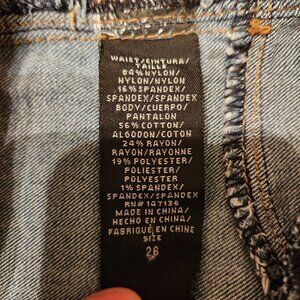 WAIST/CINTURA/
TAILLE
84%NYLON/
NYLON/NYLON
16%SPANDEX/
SPANDEX/SPANDEX
BODY/CUERPO/
PANTALON
56%COTTON/
ALGODON/COTON
24%RAYON/
RAYON/RAYONNE
19%POLYESTER/
POLIESTER/
POLYESTER
1%SPANDEX/
SPANDEX/SPANDEX
RN#147136
MADE IN CHINA/
HECHO EN CHINA/
FABRIQUÉ EN CHINE
SIZE
26